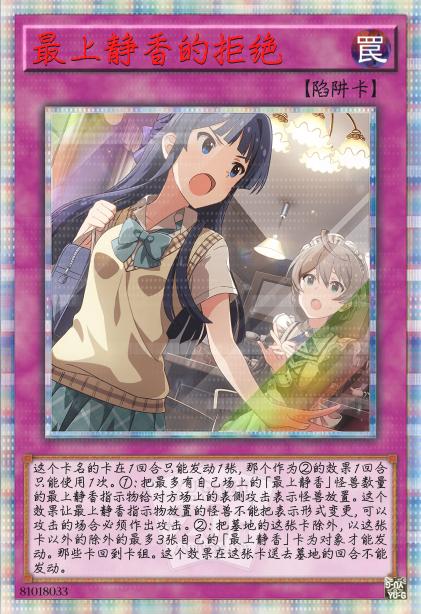 最上静香的拒绝
罠
【陷阱卡】
这个卡名的卡在1回合只能发动1张，那个作为②的效果1回合
只能使用1次。①：把最多有自己场上的「最上静香」怪兽数量
的最上静香指示物给对方场上的表侧攻击表示怪兽放置。这个
效果让最上静香指示物放置的怪兽不能把表示形式变更，可以
攻击的场合必须作出攻击。②：把墓地的这张卡除外，以这张
卡以外的除外的最多3张自己的「最上静香」卡为对象才能发
动。那些卡回到卡组。这个效果在这张卡送去墓地的回合不能
发动。
81018033